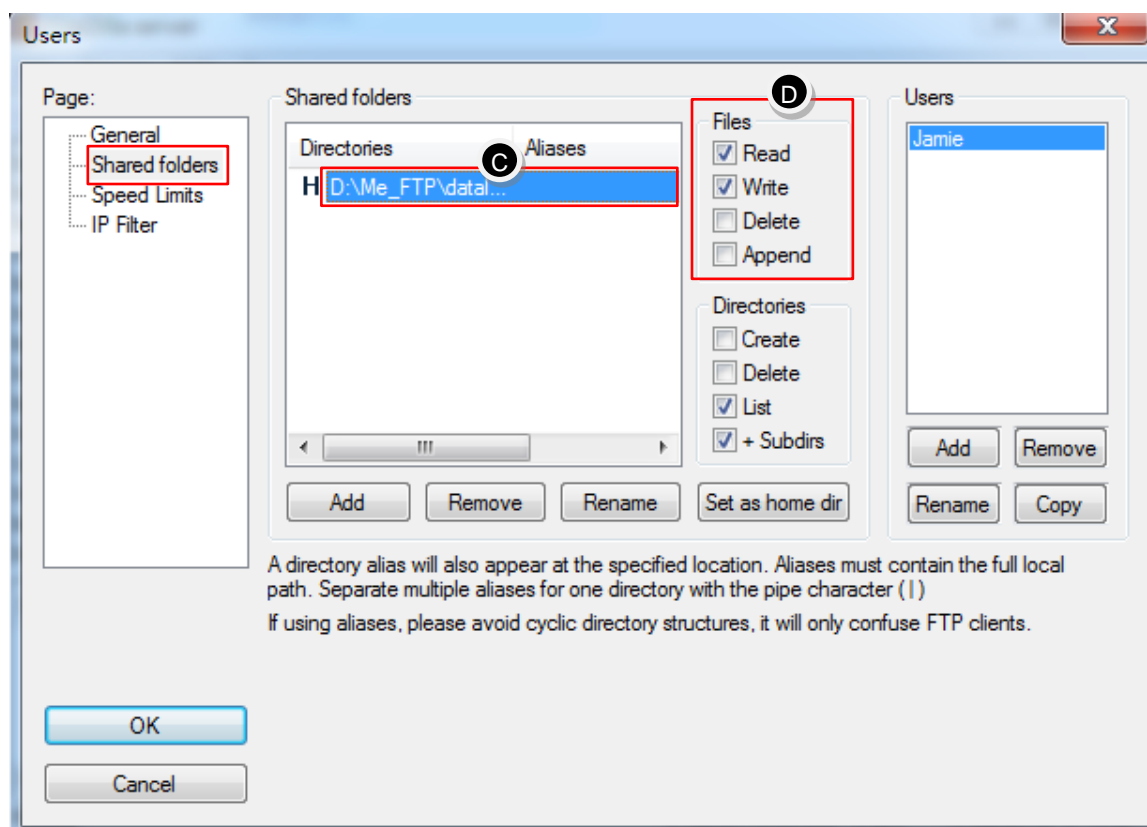 Users
Page:
General
Shared folders
Speed Limits
IP Filter
Shared folders
Directories Aliases
C
H D:\Me_FTP\datal...
D
Files
Read
Write
Delete
Append
Directories
Create
Delete
List
+ Subdirs
Add Remove Rename Set as home dir
Users
Jamie
Add Remove
Rename Copy
A directory alias will also appear at the specified location. Aliases must contain the full local
path. Separate multiple aliases for one directory with the pipe character (|)
If using aliases, please avoid cyclic directory structures, it will only confuse FTP clients.
OK
Cancel